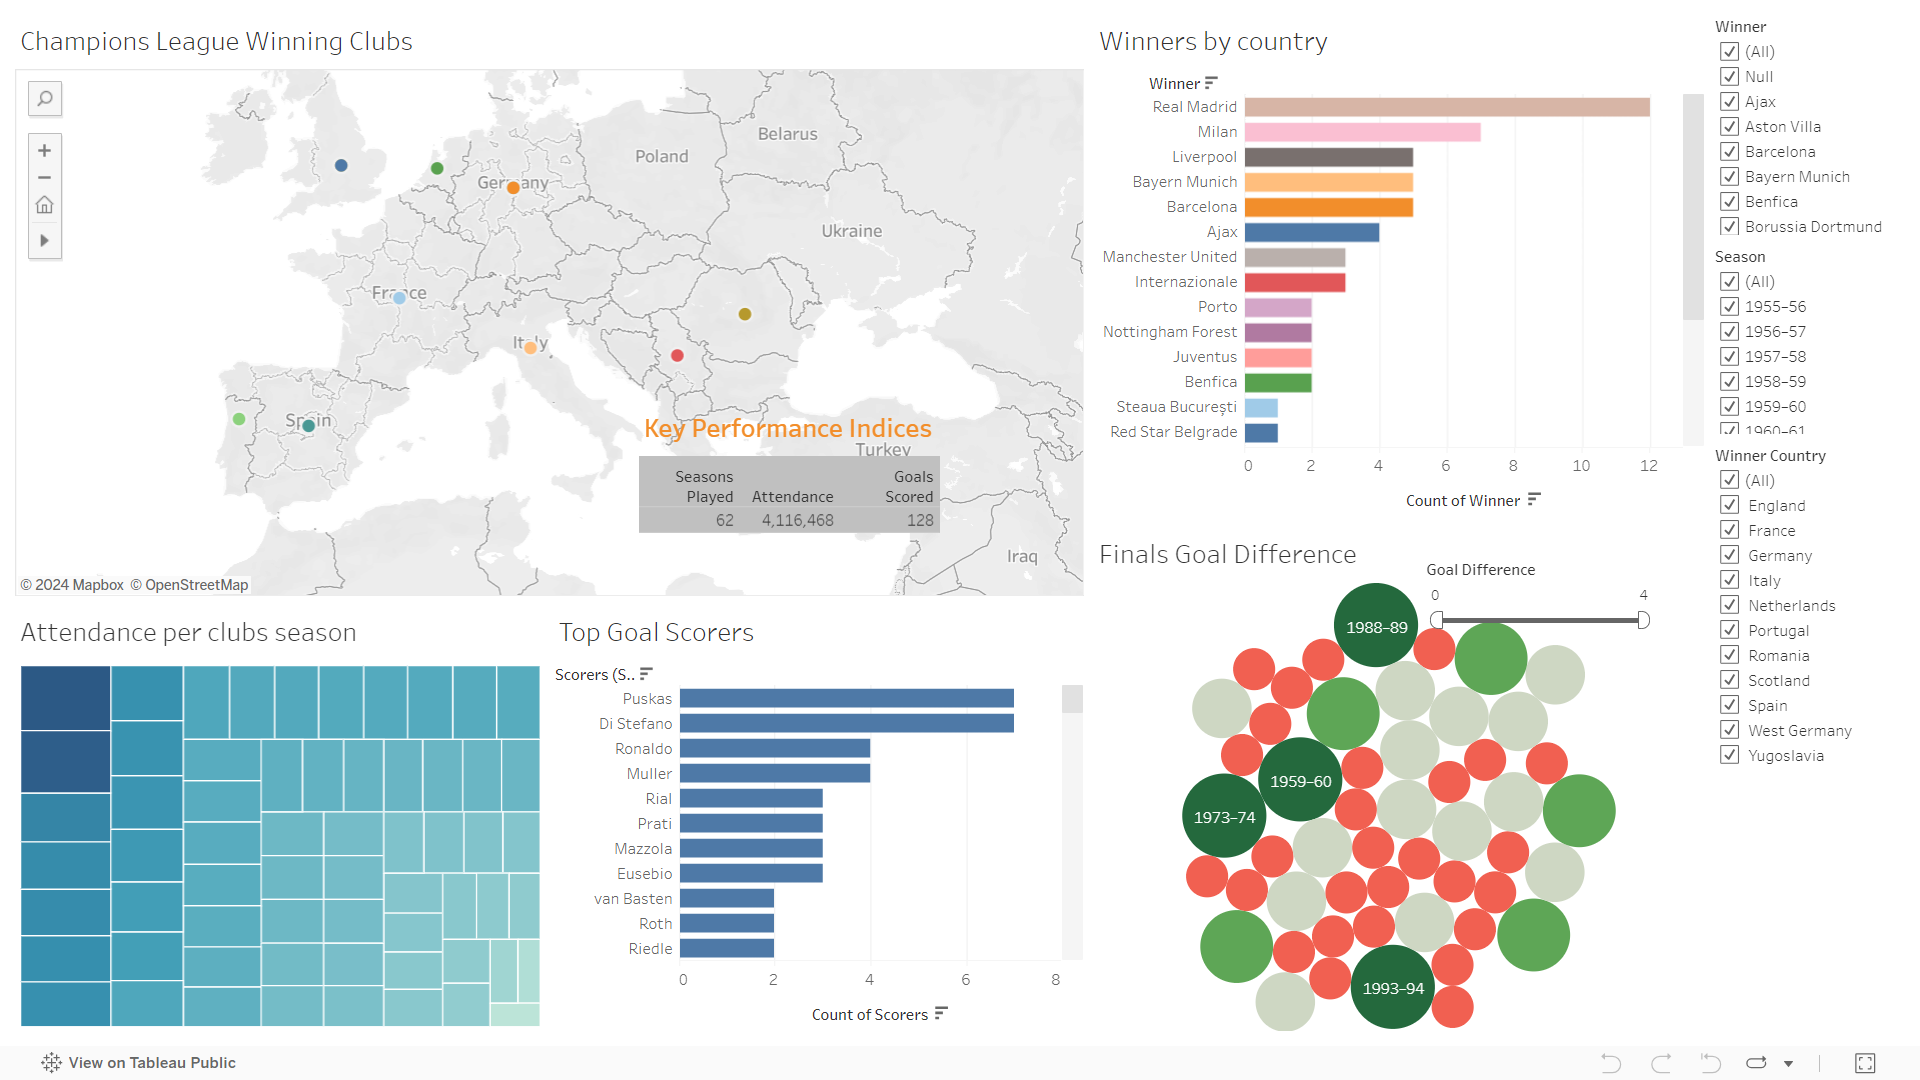 Champions League Winning Clubs
Belarus
Poland
Germany
Ukraine
France
Italy
Spain
Key Performance Indices
Turkey
Seasons Played Attendance Goals Scored
62 4,116,468 128
Iraq
© 2024 Mapbox © OpenStreetMap
Winners by country
Winner
Real Madrid
Milan
Liverpool
Bayern Munich
Barcelona
Ajax
Manchester United
Internazionale
Porto
Nottingham Forest
Juventus
Benfica
Steaua București
Red Star Belgrade
0 2 4 6 8 10 12
Count of Winner
Winner
(All)
Null
Ajax
Aston Villa
Barcelona
Bayern Munich
Benfica
Borussia Dortmund
Season
(All)
1955–56
1956–57
1957–58
1958–59
1959–60
1960–61
Winner Country
(All)
England
France
Germany
Italy
Netherlands
Portugal
Romania
Scotland
Spain
West Germany
Yugoslavia
Attendance per clubs season
Top Goal Scorers
Scorers (S..
Puskas
Di Stefano
Ronaldo
Muller
Rial
Prati
Mazzola
Eusebio
van Basten
Roth
Riedle
0 2 4 6 8
Count of Scorers
Finals Goal Difference
Goal Difference
0 4
1988–89
1959–60
1973–74
1993–94
View on Tableau Public